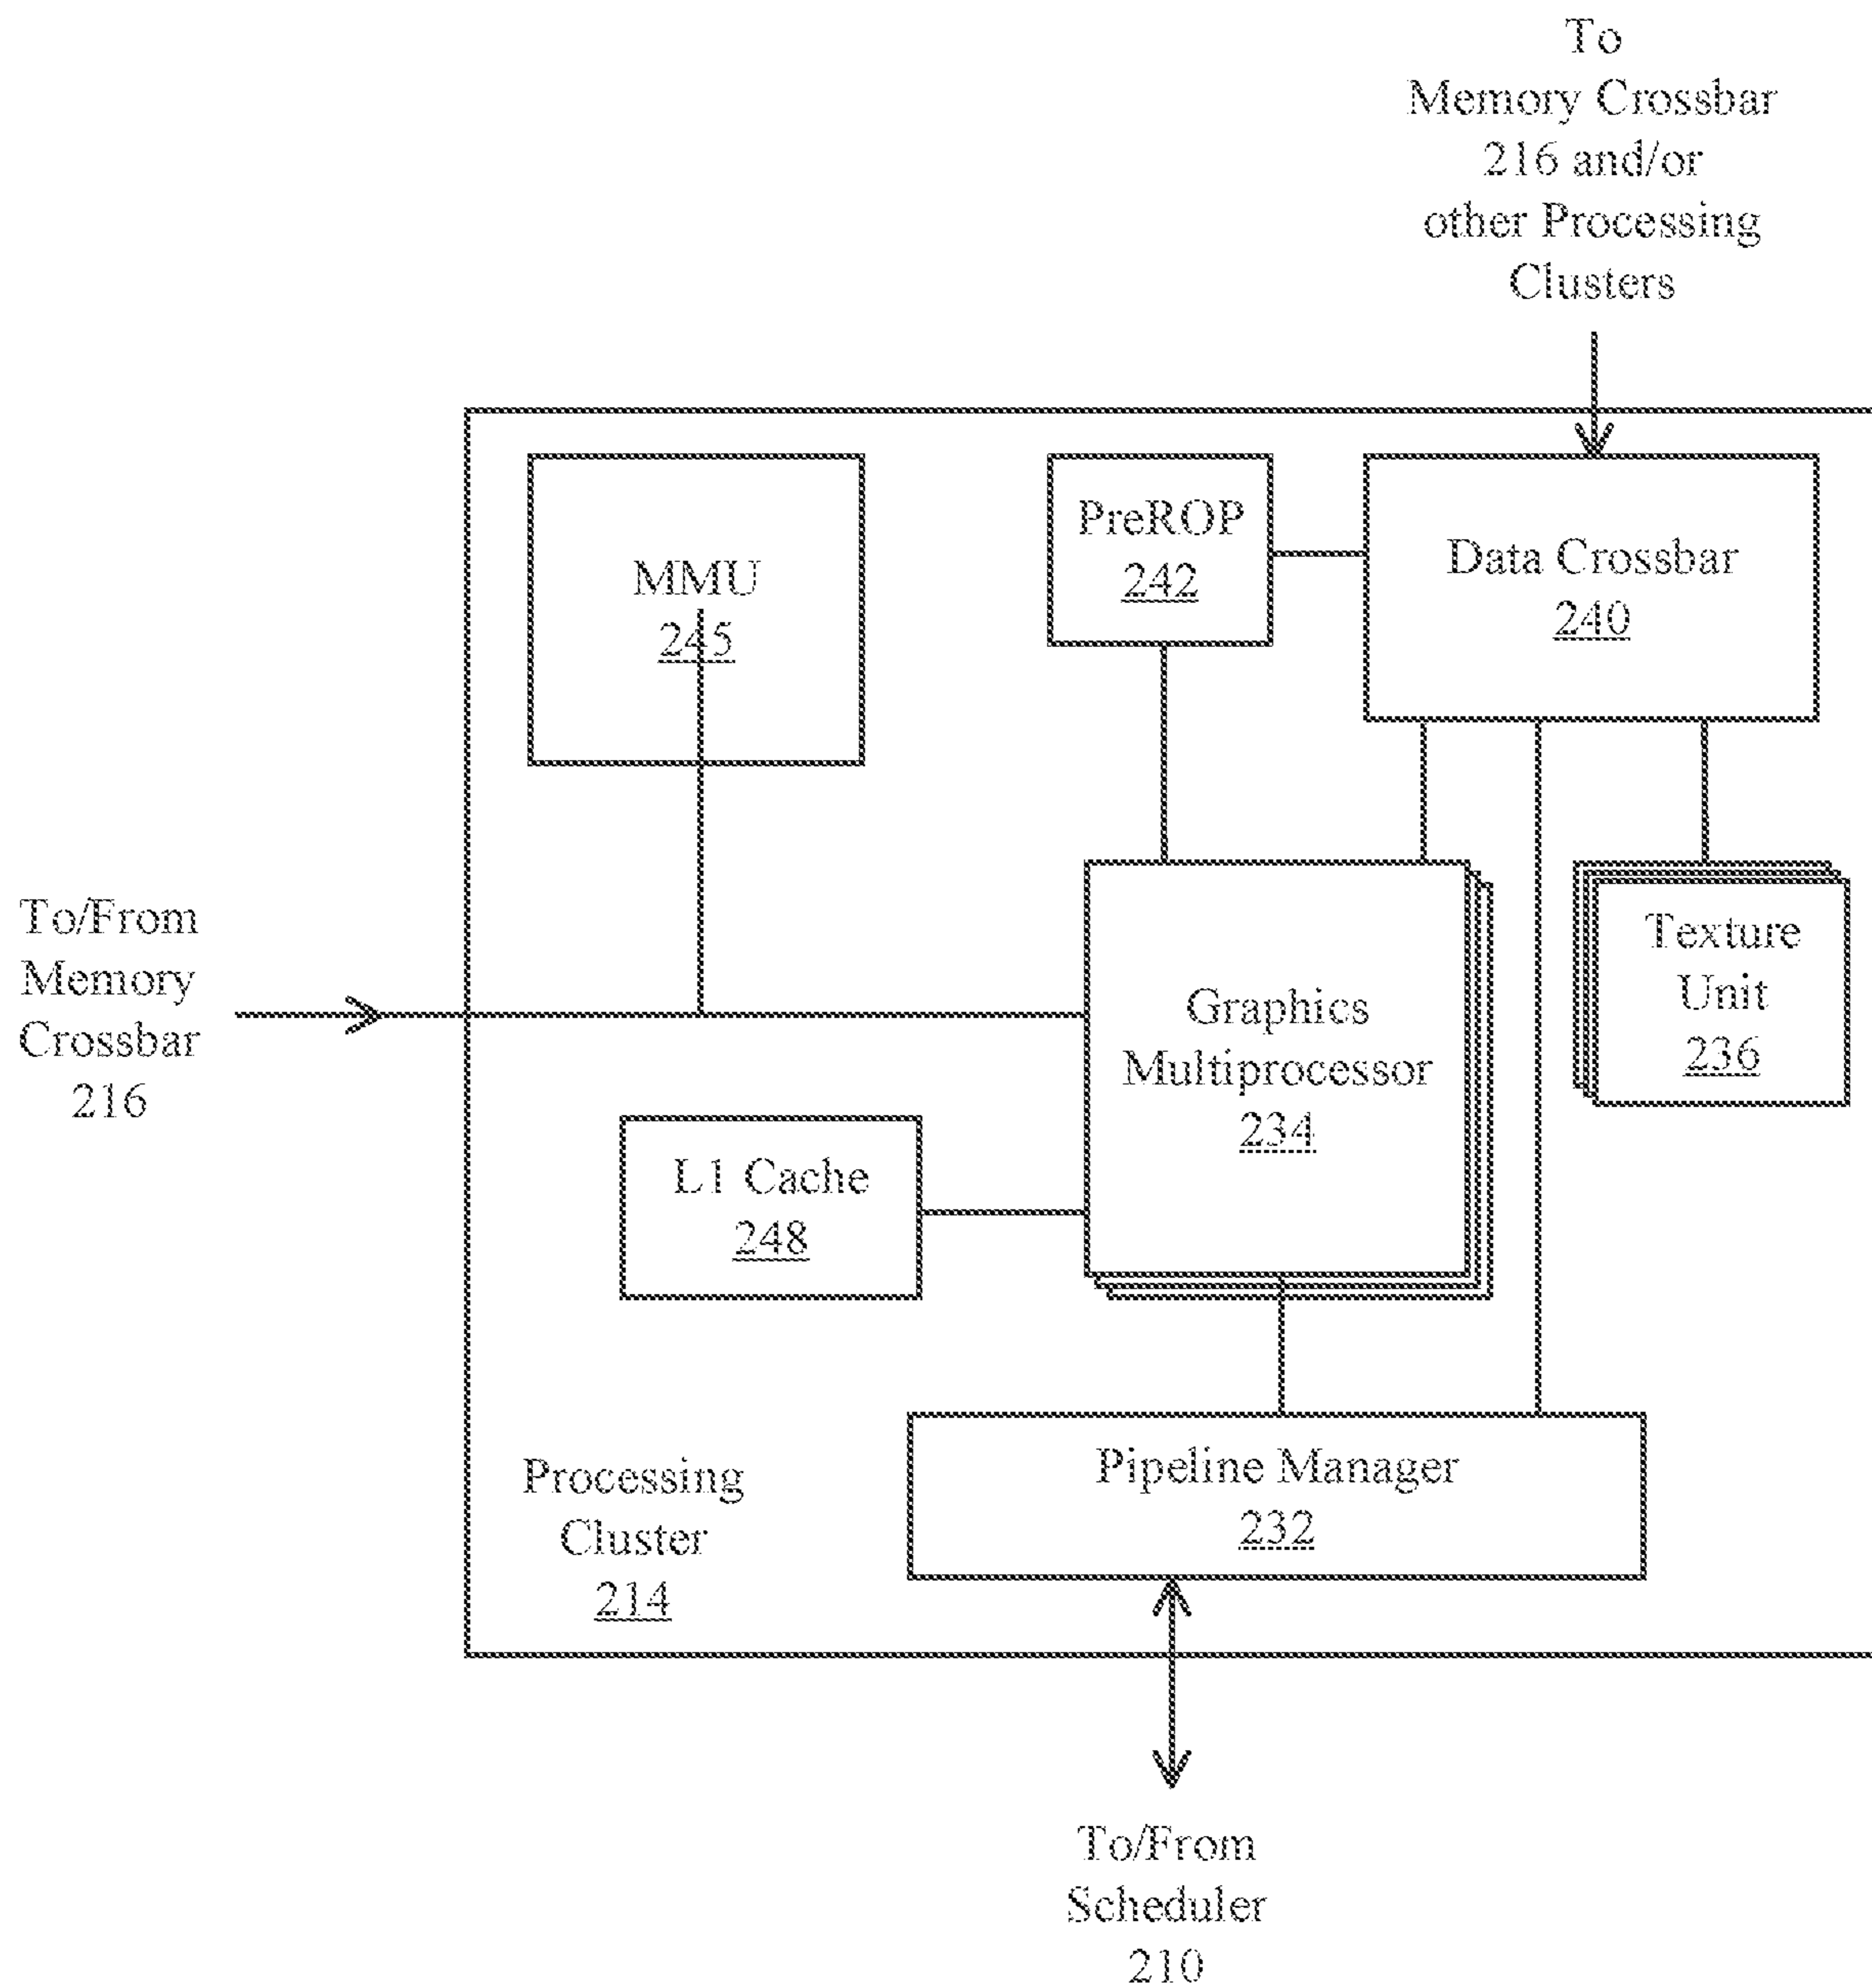 To
Memory Crossbar
216 and/or
other Processing
Clusters
MMU
245
PreROP
242
Data Crossbar
240
To/From
Memory
Crossbar
216
Graphics
Multiprocessor
234
Texture
Unit
236
L1 Cache
248
Pipeline Manager
232
Processing
Cluster
214
To/From
Scheduler
210